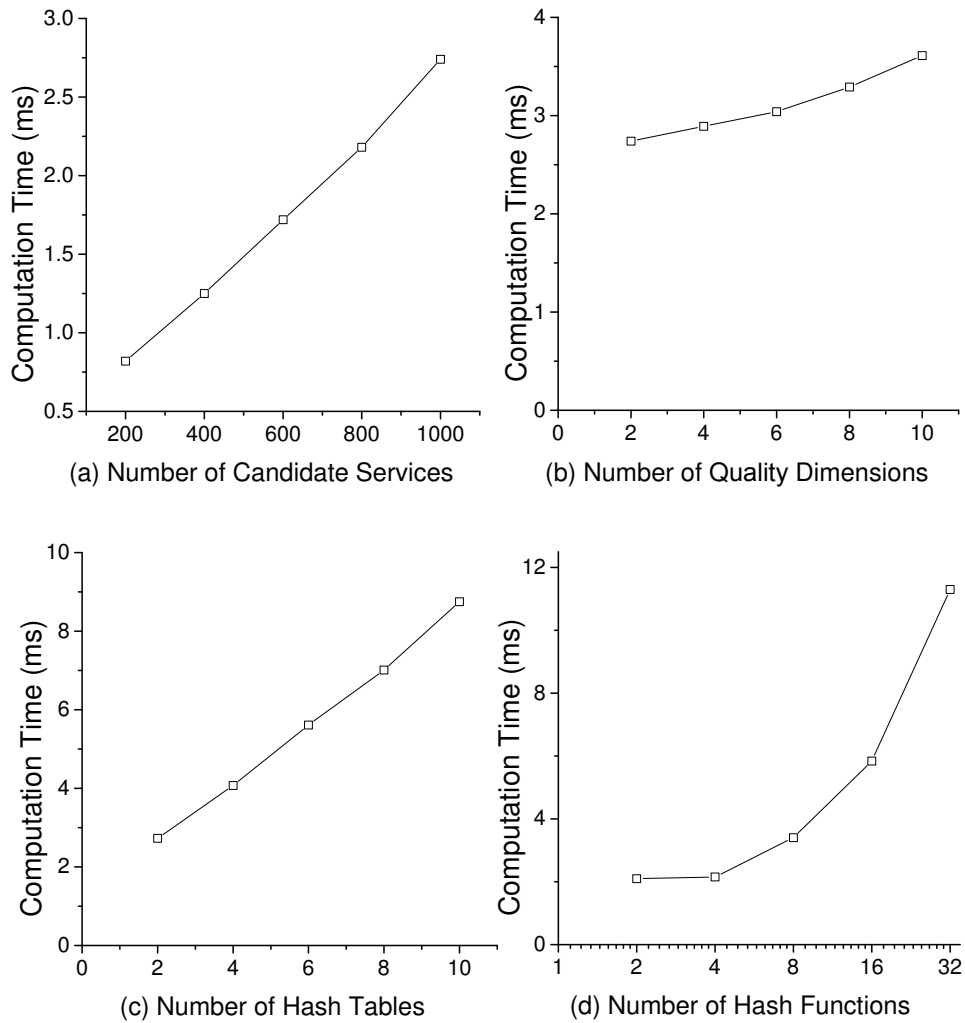 3.0
2.5
2.0
1.5
1.0
0.5
Computation Time (ms)
200 400 600 800 1000
(a) Number of Candidate Services
4
3
2
1
0
Computation Time (ms)
0 2 4 6 8 10
(b) Number of Quality Dimensions
10
8
6
4
2
0
Computation Time (ms)
0 2 4 6 8 10
(c) Number of Hash Tables
12
8
4
0
Computation Time (ms)
1 2 4 8 16 32
(d) Number of Hash Functions